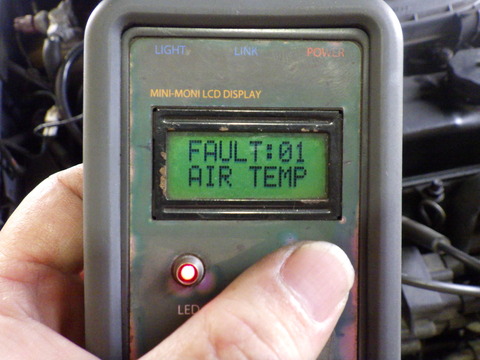 LIGHT LINK POWER
MINI-MONI LCD DISPLAY
FAULT:01
AIR TEMP
LED